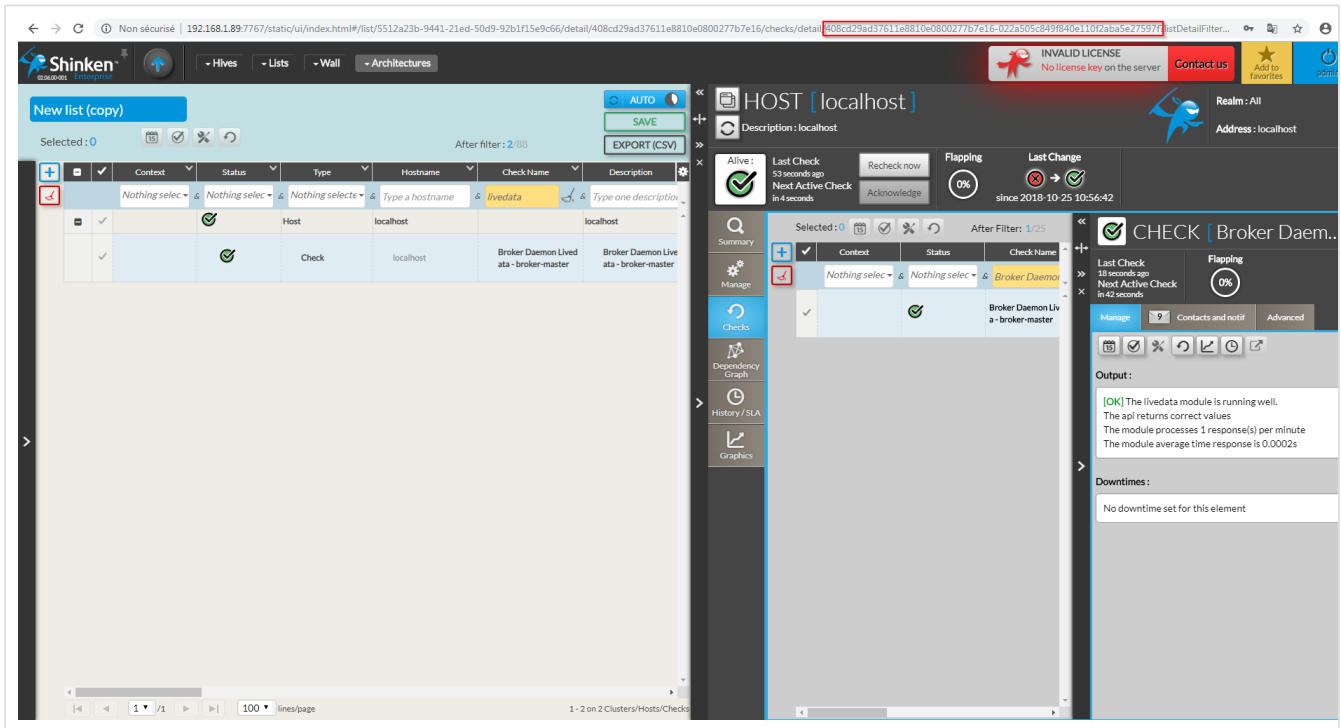 Non sécurisé | 192.168.1.89:7767/static/ui/index.html#/list/5512a23b-9441-21ed-50d9-92b1f15e9c66/detail/408cd29ad37611e8810e0800277b7e16/checks/detail/408cd29ad37611e8810e0800277b7e16-022a505c849f840e110f2aba5e27597f?listDetailFilter...
Shinken
02.06.00-001 Enterprise
Hives
Lists
Wall
Architectures
INVALID LICENSE
No license key on the server
Contact us
Add to
favorites
admin
New list (copy)
AUTO
SAVE
EXPORT (CSV)
Selected : 0
15
After filter : 2/88
Context
Status
Type
Hostname
Check Name
Description
Nothing selec
& Nothing selec
& Nothing selecte
& Type a hostname
& livedata
& Type one description
Host
localhost
localhost
Check
localhost
Broker Daemon Lived
ata - broker-master
Broker Daemon Live
ata - broker-master
1 /1
100 lines/page
1 - 2 on 2 Clusters/Hosts/Checks
HOST [ localhost ]
Description : localhost
Realm : All
Address : localhost
Alive :
Last Check
53 seconds ago
Next Active Check
in 4 seconds
Recheck now
Acknowledge
Flapping
0%
Last Change
since 2018-10-25 10:56:42
Summary
Manage
Checks
Dependency
Graph
History / SLA
Graphics
Selected : 0
15
After Filter: 1/25
Context
Status
Check Name
Nothing selec
& Nothing selec
& Broker Daemon
Broker Daemon Liv
a - broker-master
CHECK [ Broker Daem..
Last Check
18 seconds ago
Next Active Check
in 42 seconds
Flapping
0%
Manage
9 Contacts and notif
Advanced
15
Output :
[OK] The livedata module is running well.
The api returns correct values
The module processes 1 response(s) per minute
The module average time response is 0.0002s
Downtimes :
No downtime set for this element